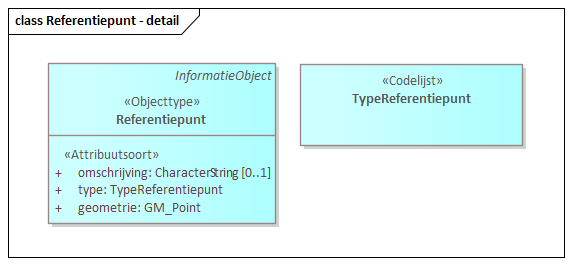 class Referentiepunt - detail
InformatieObject
«Objecttype»
Referentiepunt
«Attribuutsoort»
+ omschrijving: CharacterString [0..1]
+ type: TypeReferentiepunt
+ geometrie: GM_Point
«Codelijst»
TypeReferentiepunt